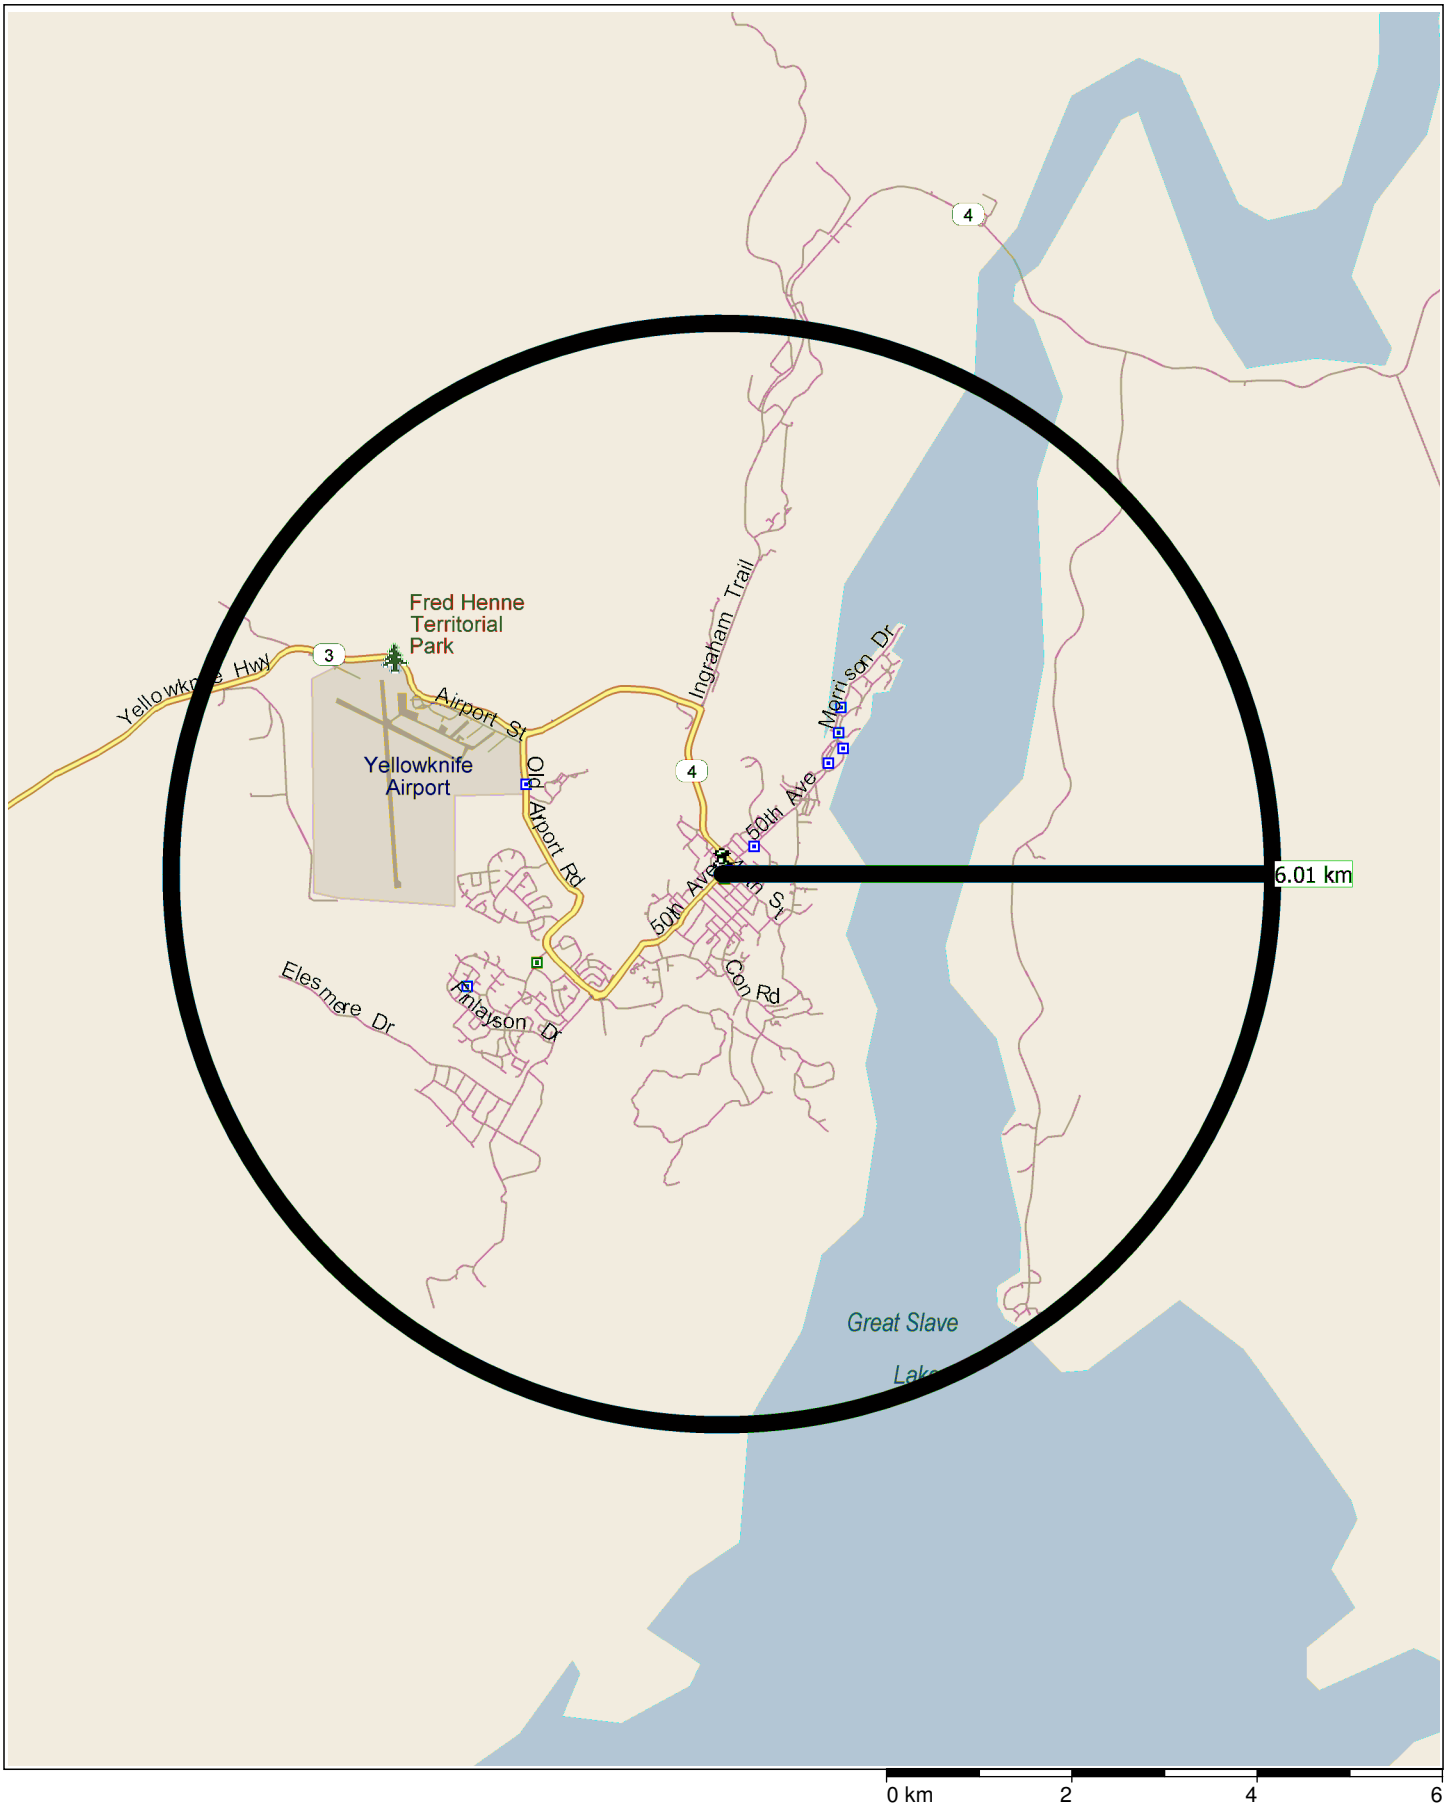 4
Fred Henne
Territorial
Park
3
Yellowknife Hwy
Ingraham Trail
Morrison Dr
Airport St
Yellowknife
Airport
4
Old Airport Rd
50th Ave
50th Ave
St
6.01 km
Con Rd
Elesmere Dr
Finlayson Dr
Great Slave
Lake
0 km 2 4 6